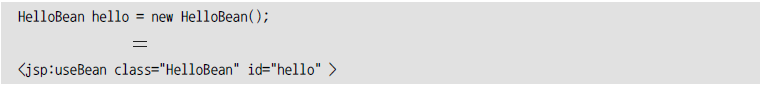 HelloBean hello = new HelloBean();
=
<jsp:useBean class="HelloBean" id="hello" >